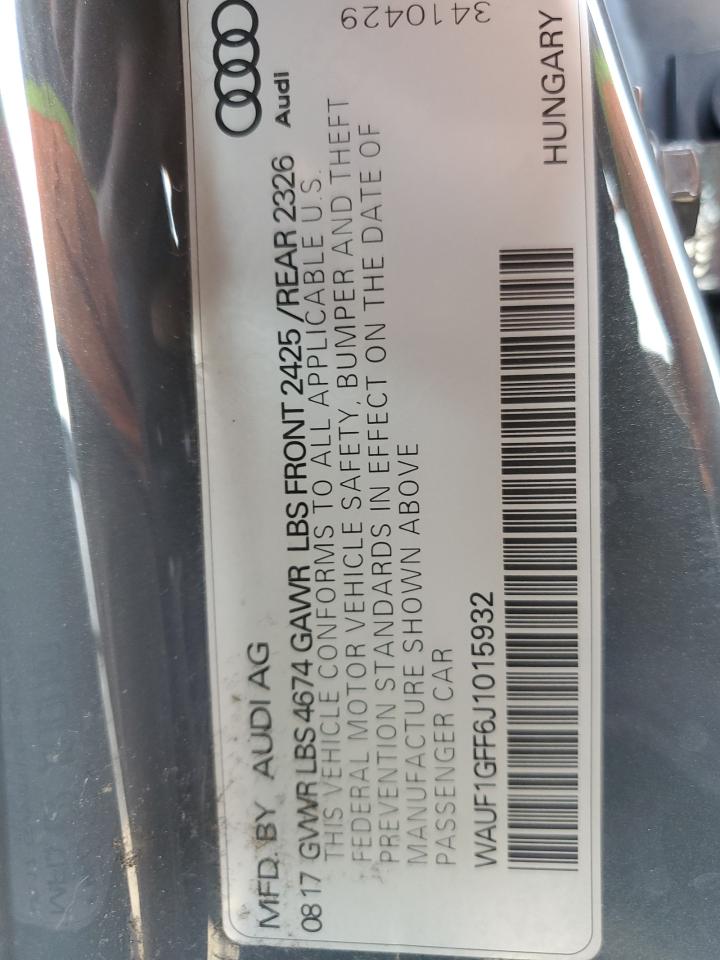 MFD. BY AUDI AG
Audi
08 17 GVWR LBS 4674 GAWR LBS FRONT 2425 /REAR 2326
THIS VEHICLE CONFORMS TO ALL APPLICABLE U.S.
FEDERAL MOTOR VEHICLE SAFETY, BUMPER AND THEFT
PREVENTION STANDARDS IN EFFECT ON THE DATE OF
MANUFACTURE SHOWN ABOVE
PASSENGER CAR
WAUF1GFF6J1015932
HUNGARY
3410429